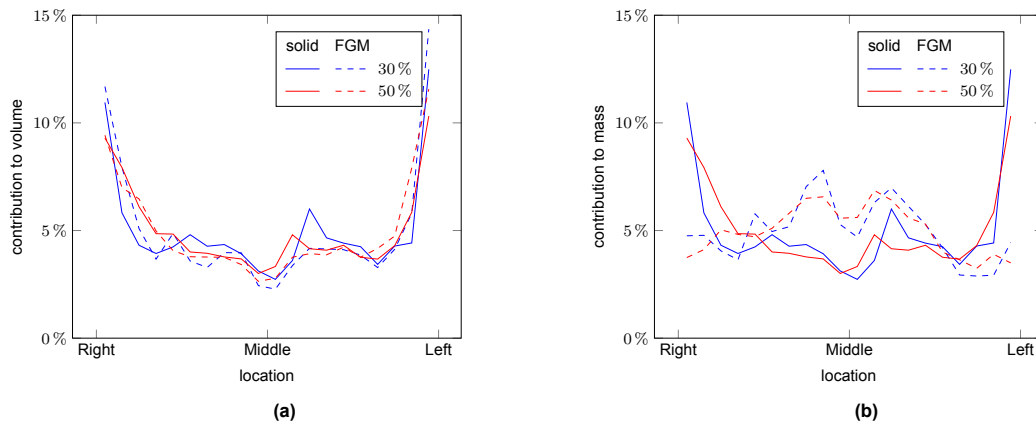 15 %
10 %
5 %
0 %
contribution to volume
solid FGM
30 %
50 %
Right Middle Left
location
(a)
15 %
10 %
5 %
0 %
contribution to mass
solid FGM
30 %
50 %
Right Middle Left
location
(b)